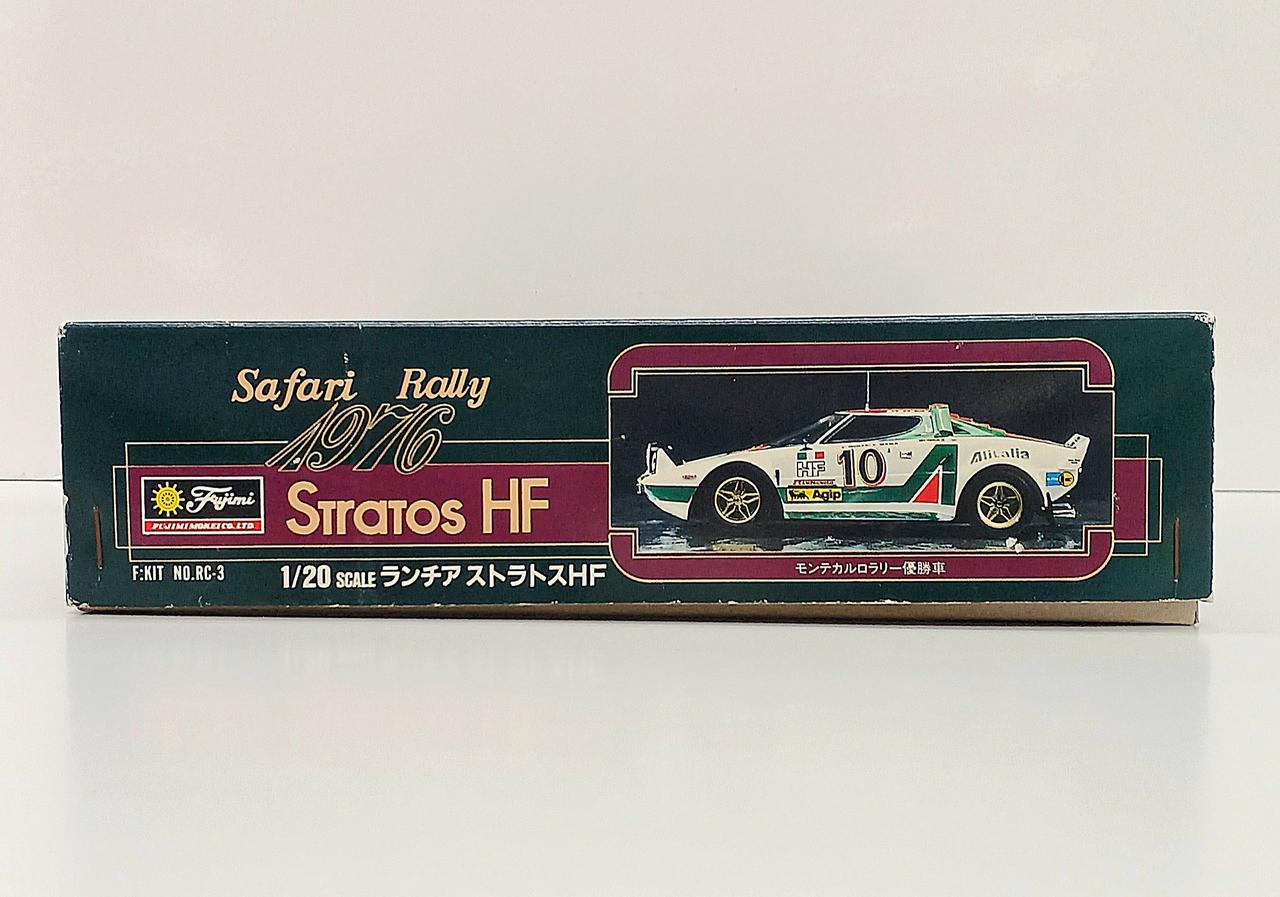 Safari Rally
1976
Fujimi
FUJIMI MOKEI CO., LTD.
Stratos HF
F:KIT NO.RC-3
1/20 SCALE ランチア ストラトスHF
HF
10
Agip
Alitalia
モンテカルロラリー優勝車